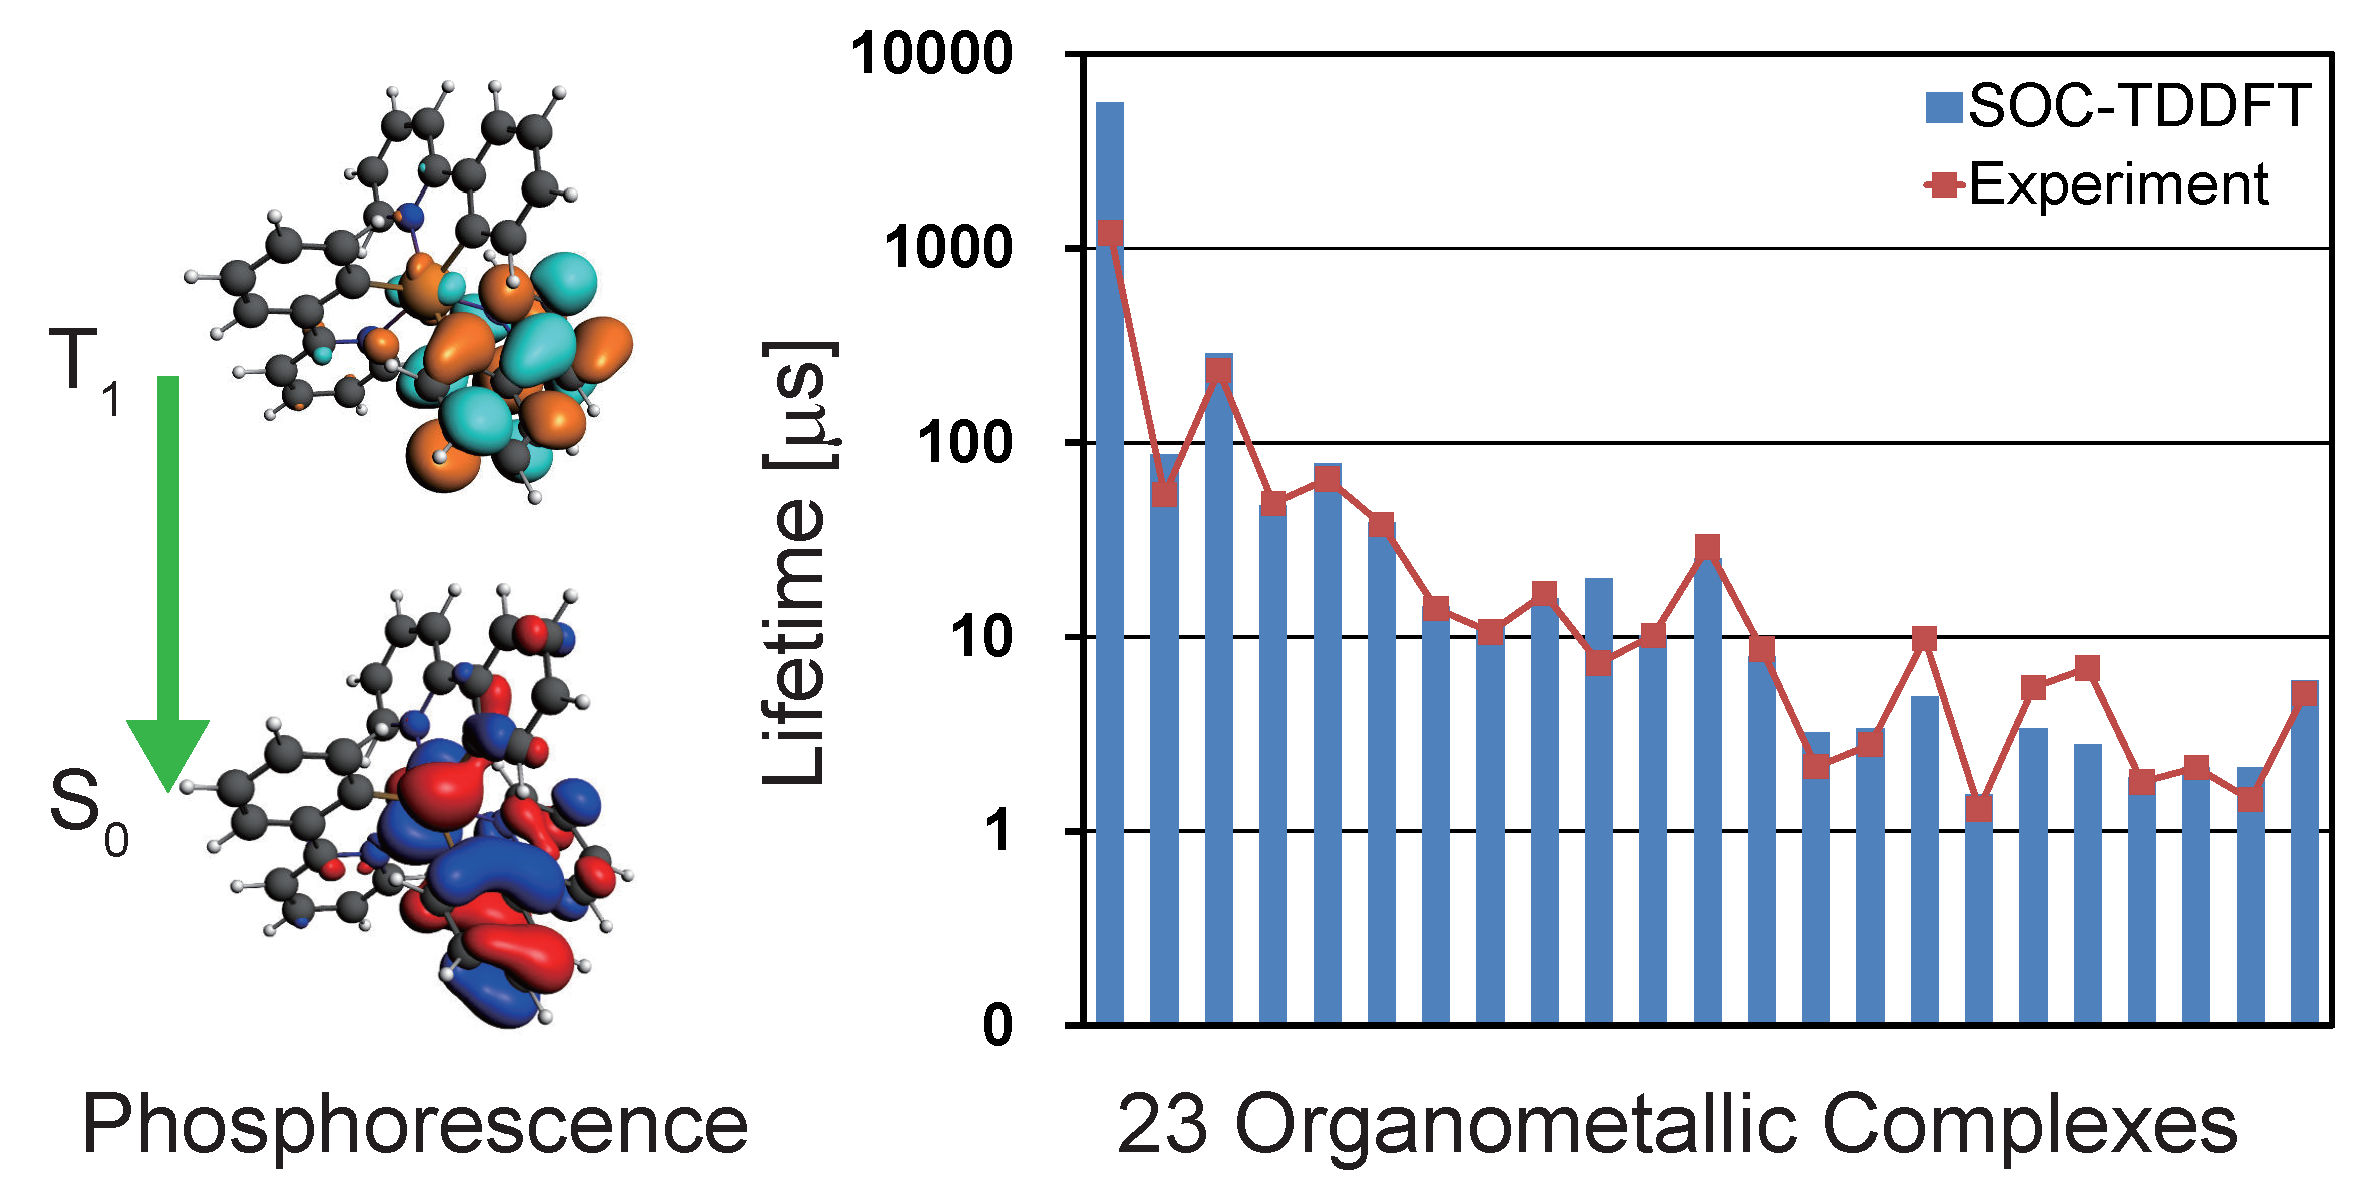 T1
S0
Phosphorescence
Lifetime [µs]
10000
1000
100
10
1
0
SOC-TDDFT
Experiment
23 Organometallic Complexes